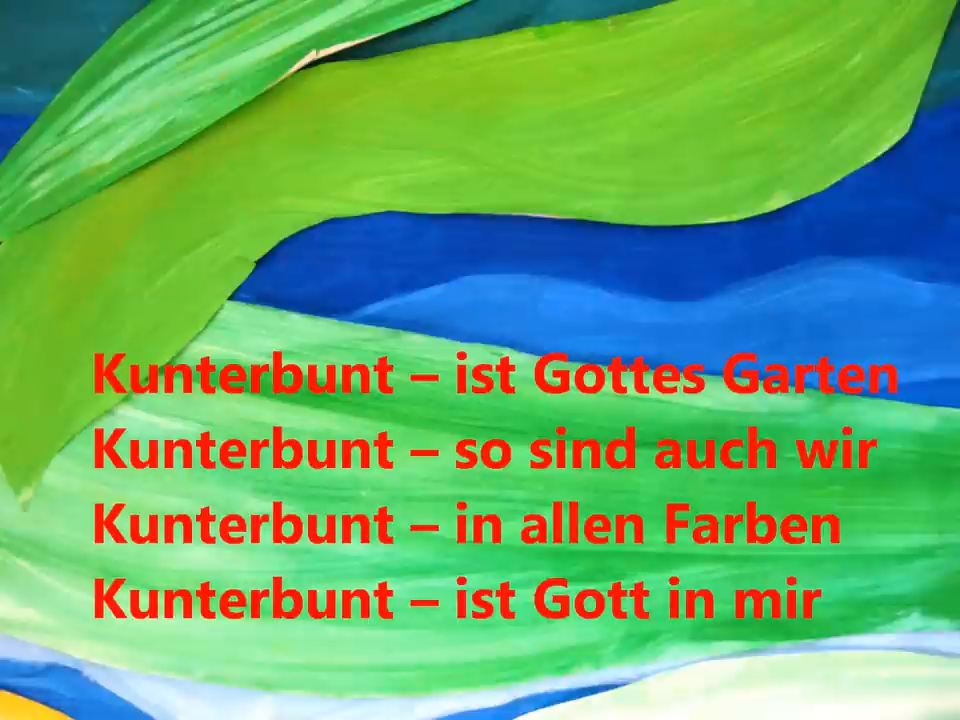 Kunterbunt – ist Gottes Garten
Kunterbunt – so sind auch wir
Kunterbunt – in allen Farben
Kunterbunt – ist Gott in mir